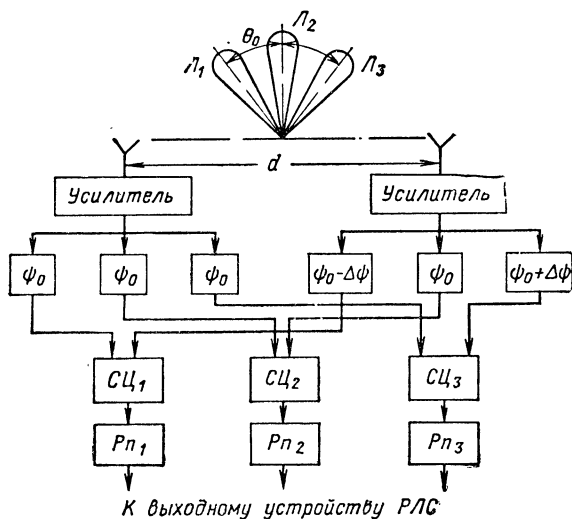 Л₂
θ₀
Л₁ Л₃
d
Усилитель Усилитель
ψ₀ ψ₀ ψ₀ ψ₀-Δψ ψ₀ ψ₀+Δψ
СЦ₁ СЦ₂ СЦ₃
Рп₁ Рп₂ Рп₃
К выходному устройству РЛС